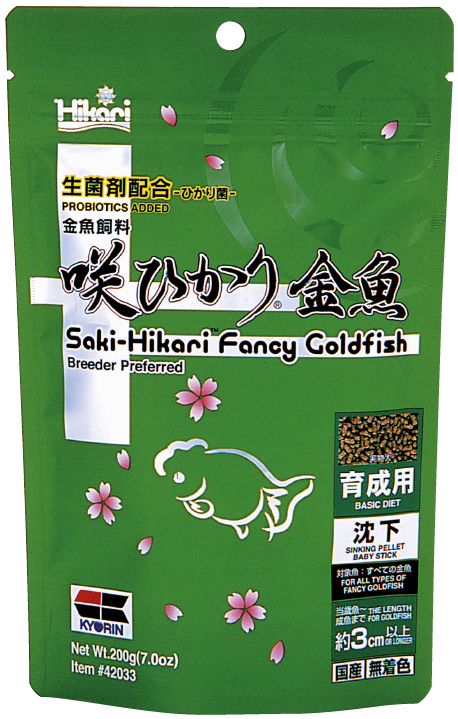 Hikari
生菌剤配合-ひかり菌-
PROBIOTICS ADDED
金魚飼料
咲ひかり®金魚
Saki-Hikari™ Fancy Goldfish
Breeder Preferred
実物大
育成用
BASIC DIET
沈下
SINKING PELLET
BABY STICK
対象魚：すべての金魚
FOR ALL TYPES OF
FANCY GOLDFISH
当歳魚〜 THE LENGTH
成魚まで FOR GOLDFISH
約3cm以上
OR LONGER
国産 無着色
KYORIN
Net Wt.200g(7.0oz)
Item #42033